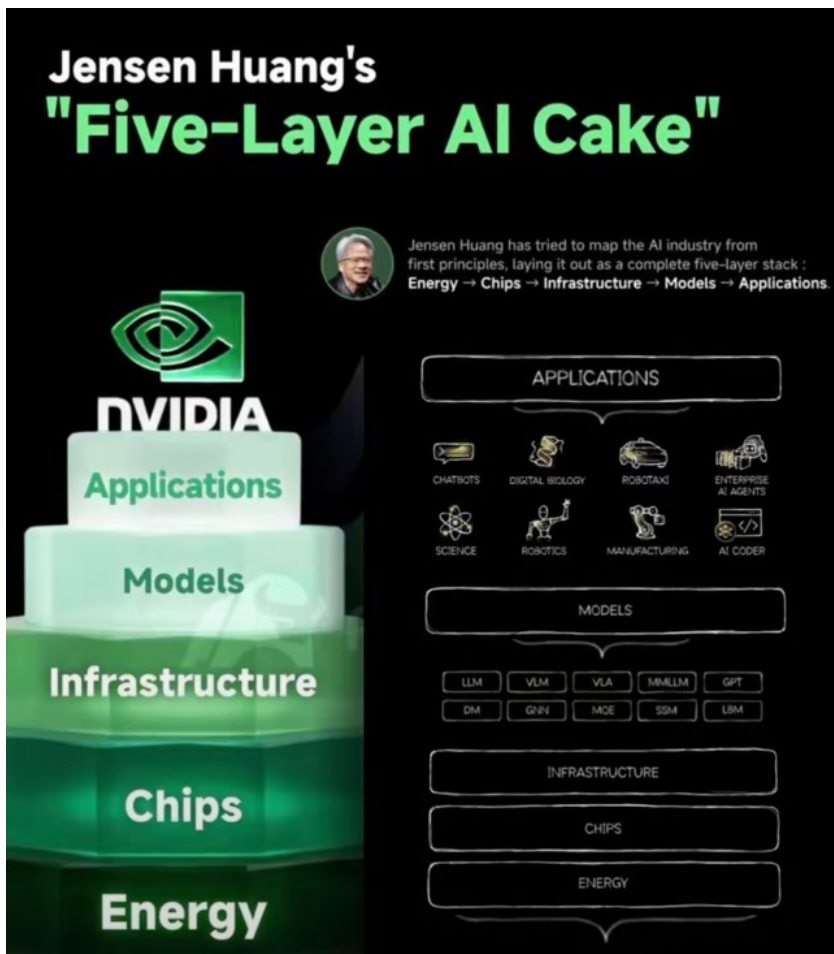 Jensen Huang's
"Five-Layer AI Cake"
Jensen Huang has tried to map the AI industry from
first principles, laying it out as a complete five-layer stack :
Energy → Chips → Infrastructure → Models → Applications.
NVIDIA
Applications
Models
Infrastructure
Chips
Energy
APPLICATIONS
CHATBOTS
DIGITAL BIOLOGY
ROBOTAXI
ENTERPRISE
AI AGENTS
SCIENCE
ROBOTICS
MANUFACTURING
AI CODER
MODELS
LLM
VLM
VLA
MMLLM
GPT
DM
GNN
MOE
SSM
LBM
INFRASTRUCTURE
CHIPS
ENERGY